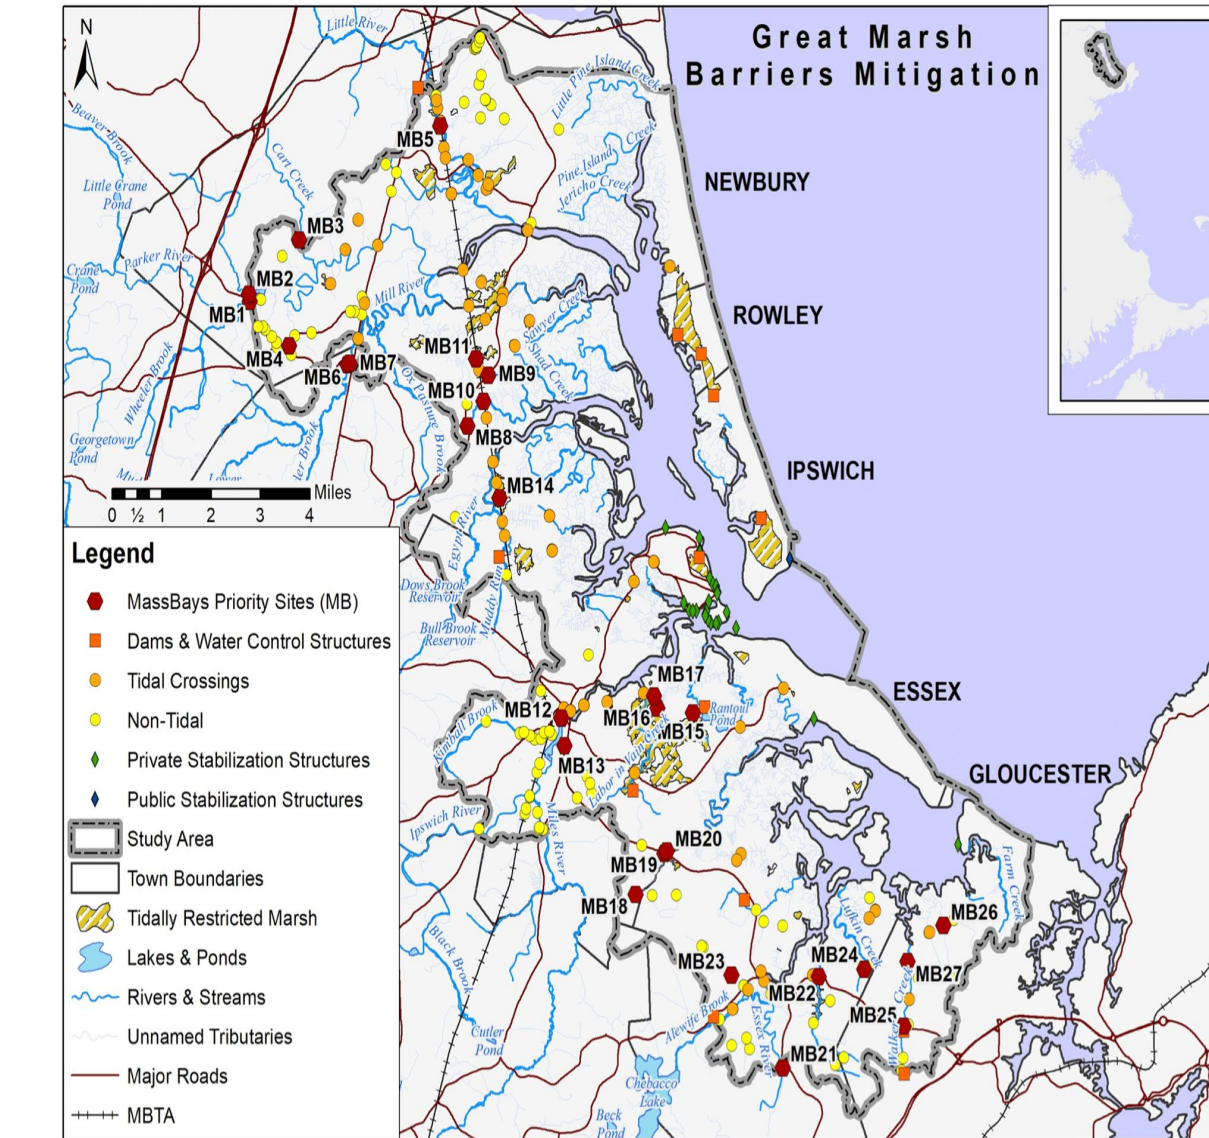 N
Great Marsh
Barriers Mitigation
Little River
Little Pine Island Creek
Beaver Brook
MB5
Cart Creek
Pine Island Creek
Jericho Creek
NEWBURY
Little Crane
Pond
MB3
Parker River
Crane
Pond
MB2
Mill River
MB1
ROWLEY
Sawyer Creek
MB11
Shad Creek
MB4
MB7
MB6
MB9
Wheeler Brook
Ox Pasture Brook
MB10
MB8
Georgetown
Pond
IPSWICH
Lower
MB14
Miles
0 ½ 1 2 3 4
Egypt River
Muddy Run
Dows Brook
Reservoir
Bull Brook
Reservoir
Legend
MassBays Priority Sites (MB)
Dams & Water Control Structures
Tidal Crossings
Non-Tidal
Private Stabilization Structures
Public Stabilization Structures
Study Area
Town Boundaries
Tidally Restricted Marsh
Lakes & Ponds
Rivers & Streams
Unnamed Tributaries
Major Roads
MBTA
MB17
ESSEX
MB12
MB16
Rantoul
Pond
MB15
Kimball Brook
MB13
Labor in Vain Creek
GLOUCESTER
Ipswich River
Miles River
MB20
MB19
Farm Creek
MB18
MB26
Lufkin Creek
Black Brook
MB23
MB24
MB27
MB22
Alewife Brook
MB25
Walker Creek
Essex River
Cutler
Pond
MB21
Chebacco
Lake
Beck
Pond